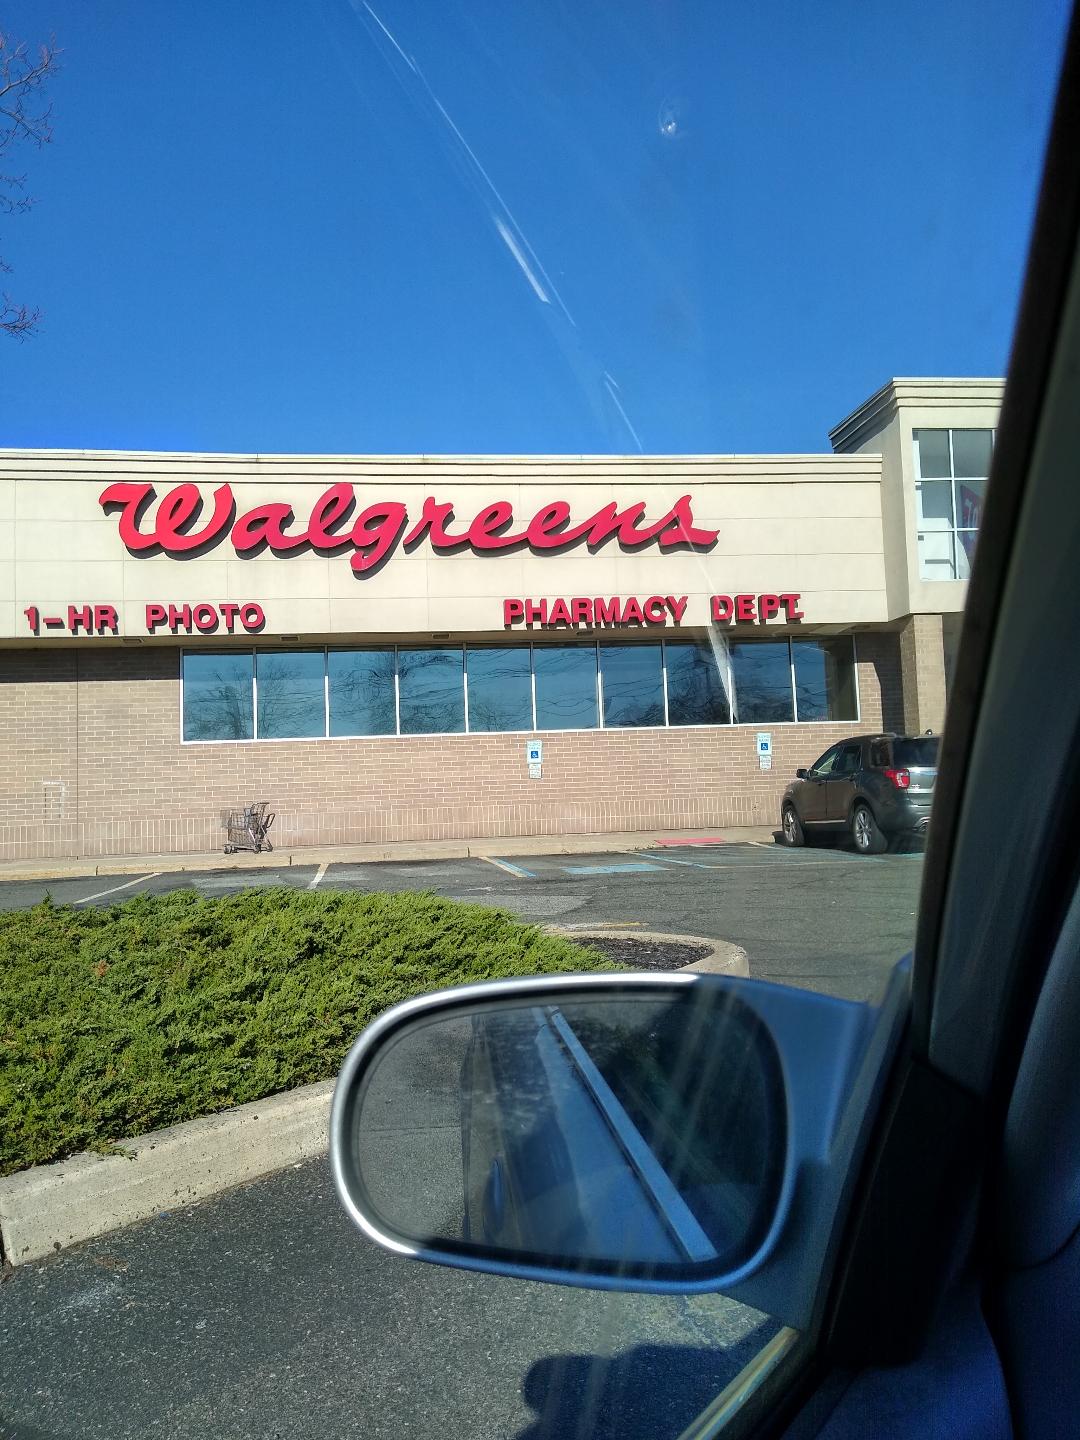 Walgreens
1-HR PHOTO PHARMACY DEPT.